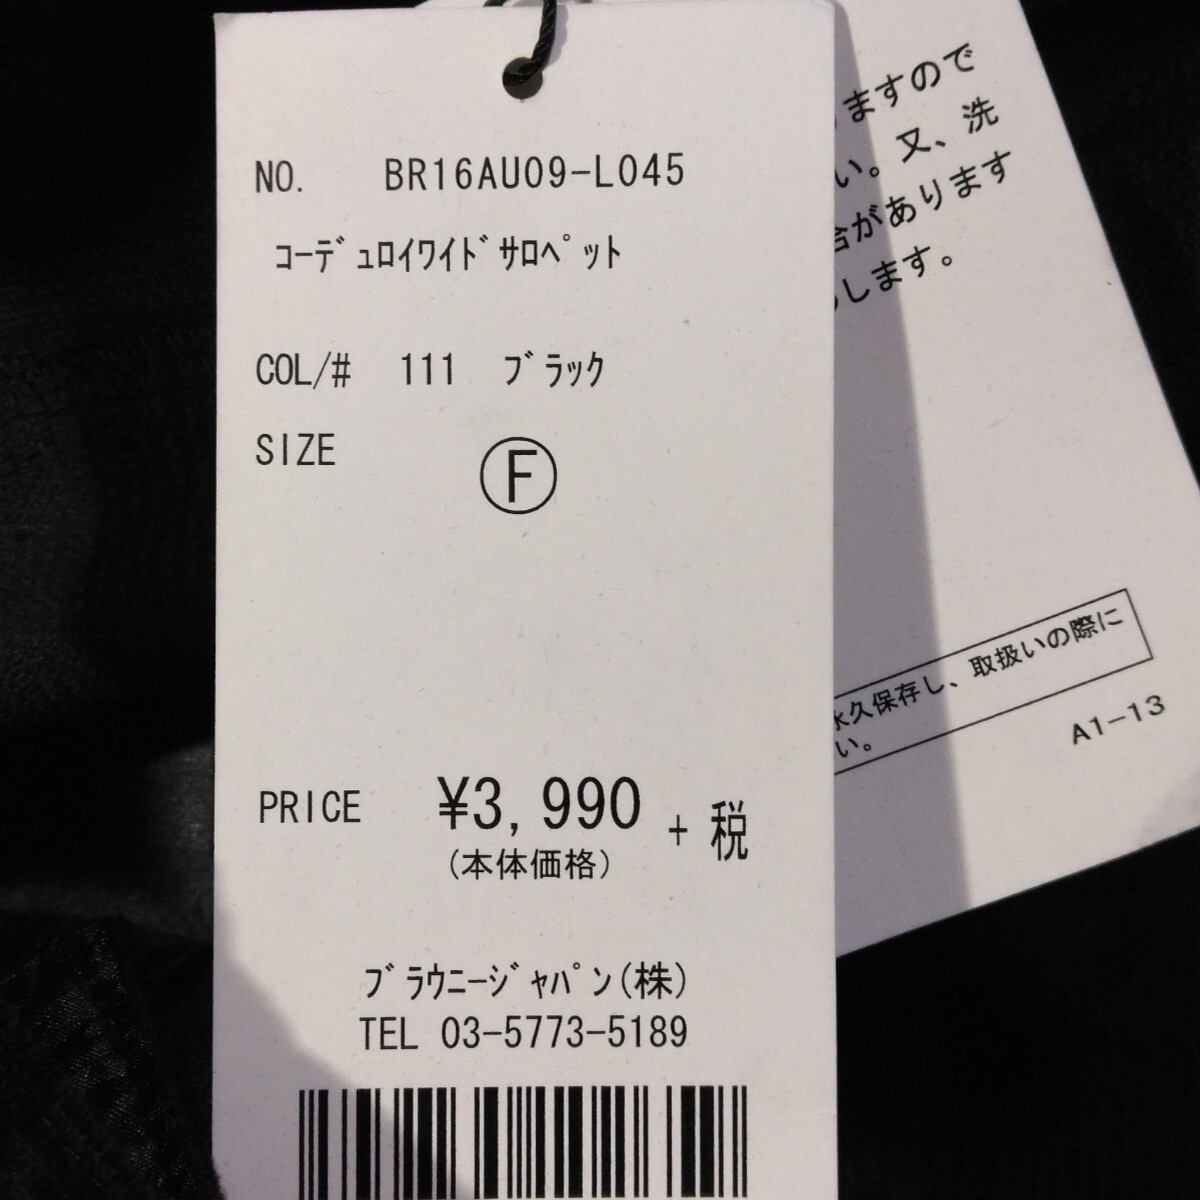 NO. BR16AU09-L045
ｺｰﾃﾞｭﾛｲﾜｲﾄﾞｻﾛﾍﾟｯﾄ
COL/# 111 ﾌﾞﾗｯｸ
SIZE Ⓕ
PRICE ¥3,990 + 税
(本体価格)
ﾌﾞﾗｳﾆｰｼﾞｬﾊﾟﾝ(株)
TEL 03-5773-5189
ますので
い。又、洗
合があります
します。
永久保存し、取扱いの際に
い。
A1-13